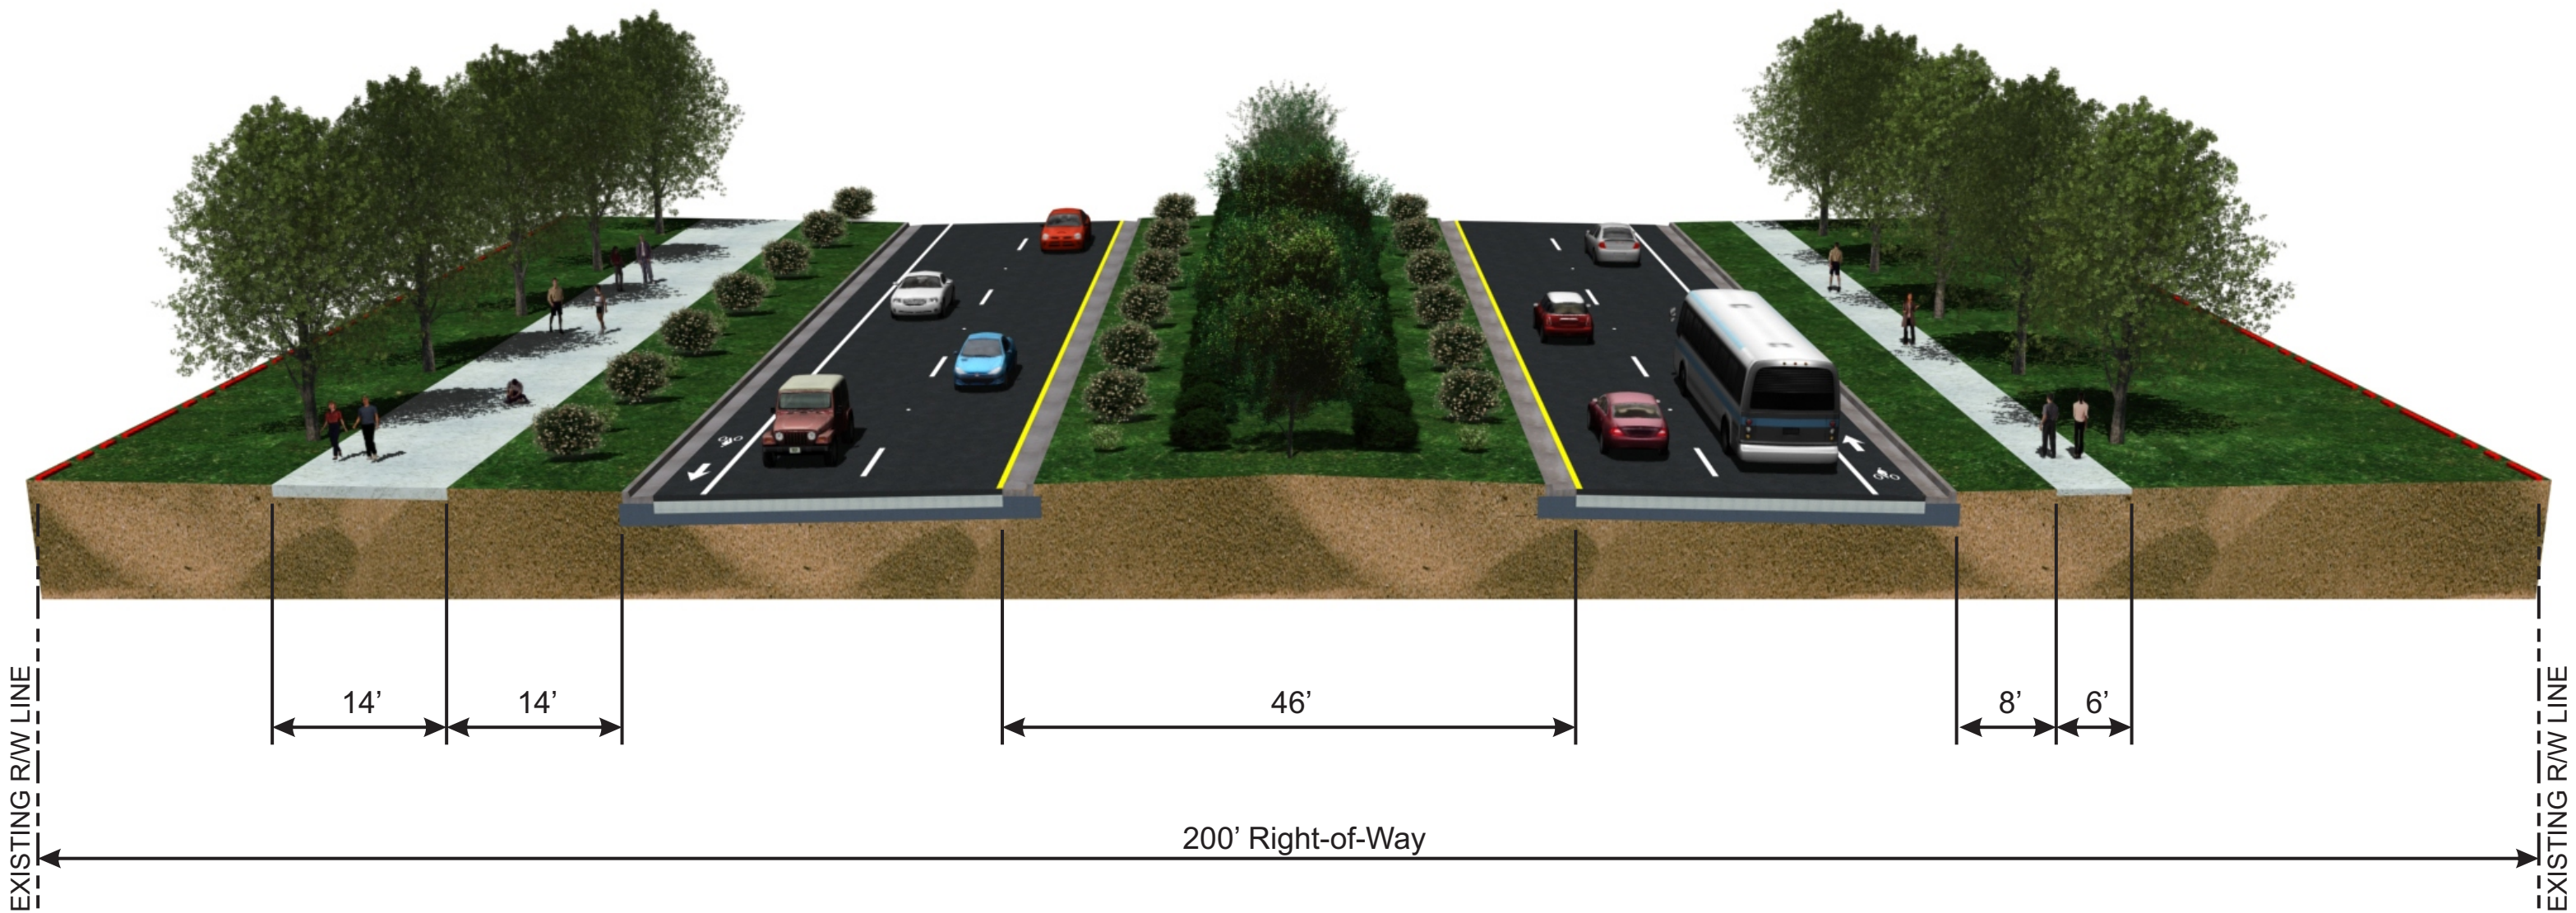 14’
14’
46’
8’
6’
200’ Right-of-Way
EXISTING R/W LINE
EXISTING R/W LINE